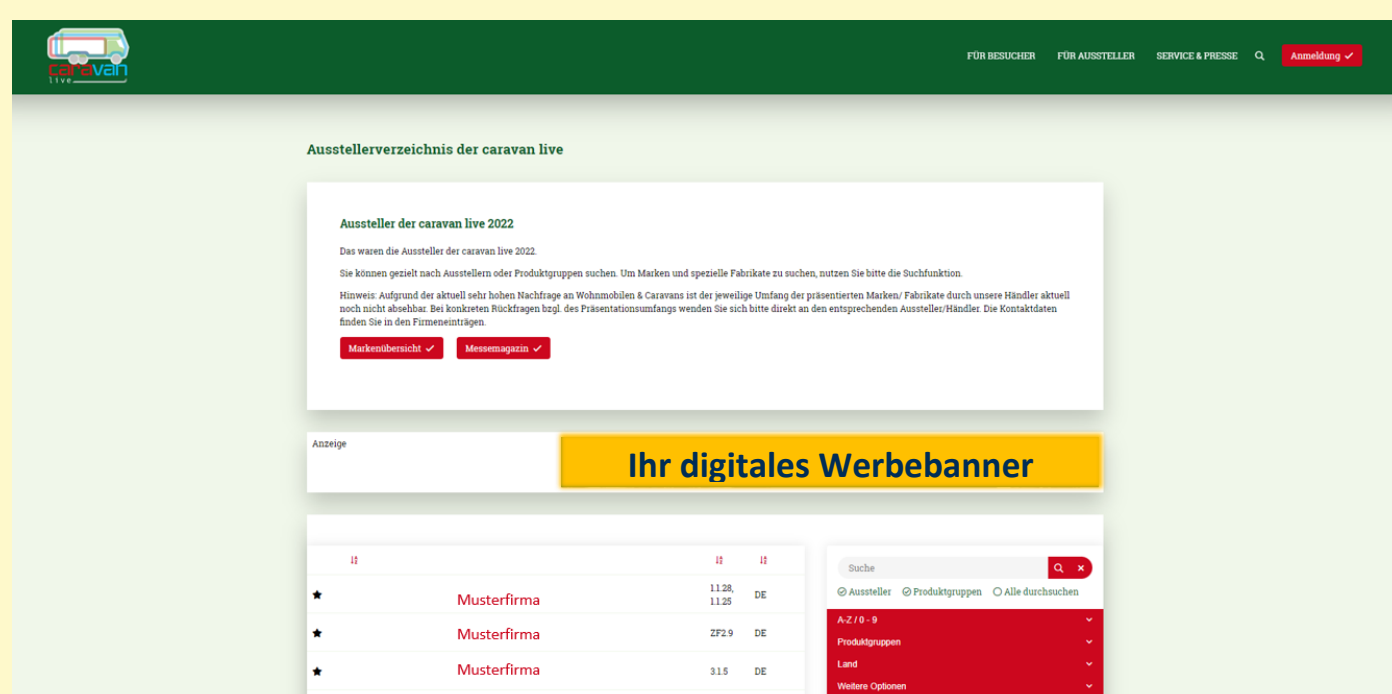 caravan
live
FÜR BESUCHER FÜR AUSSTELLER SERVICE & PRESSE Anmeldung
Ausstellerverzeichnis der caravan live
Aussteller der caravan live 2022
Das waren die Aussteller der caravan live 2022.
Sie können gezielt nach Ausstellern oder Produktgruppen suchen. Um Marken und spezielle Fabrikate zu suchen, nutzen Sie bitte die Suchfunktion.
Hinweis: Aufgrund der aktuell sehr hohen Nachfrage an Wohnmobilen & Caravans ist der jeweilige Umfang der präsentierten Marken/ Fabrikate durch unsere Händler aktuell
noch nicht absehbar. Bei konkreten Rückfragen bzgl. des Präsentationsumfangs wenden Sie sich bitte direkt an den entsprechenden Aussteller/Händler. Die Kontaktdaten
finden Sie in den Firmeneinträgen.
Markenübersicht Messemagazin
Anzeige
Ihr digitales Werbebanner
Musterfirma 1.1.28, 1.1.25 DE
Musterfirma ZF2.9 DE
Musterfirma 3.1.5 DE
Suche
Aussteller Produktgruppen Alle durchsuchen
A-Z / 0 - 9
Produktgruppen
Land
Weitere Optionen